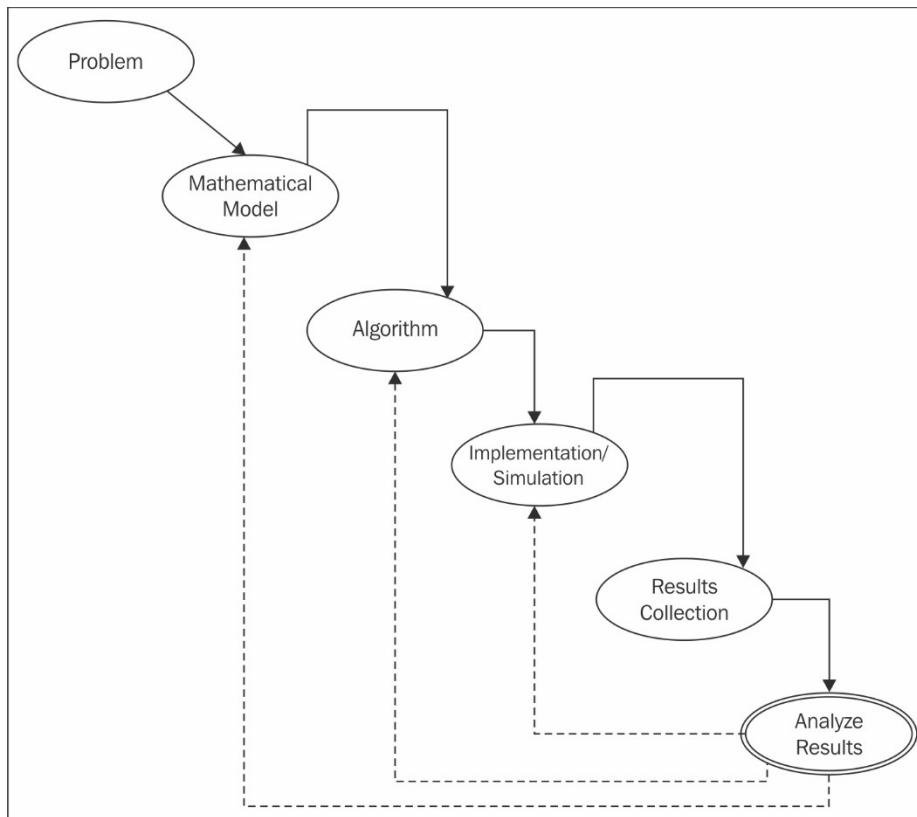 Problem
Mathematical
Model
Algorithm
Implementation/
Simulation
Results
Collection
Analyze
Results